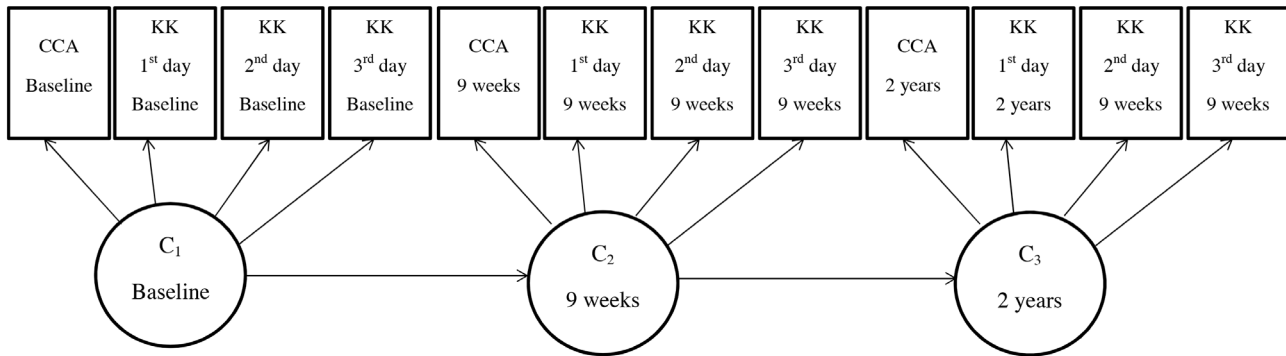 CCA
Baseline
KK
1st day
Baseline
KK
2nd day
Baseline
KK
3rd day
Baseline
CCA
9 weeks
KK
1st day
9 weeks
KK
2nd day
9 weeks
KK
3rd day
9 weeks
CCA
2 years
KK
1st day
2 years
KK
2nd day
9 weeks
KK
3rd day
9 weeks
C1
Baseline
C2
9 weeks
C3
2 years